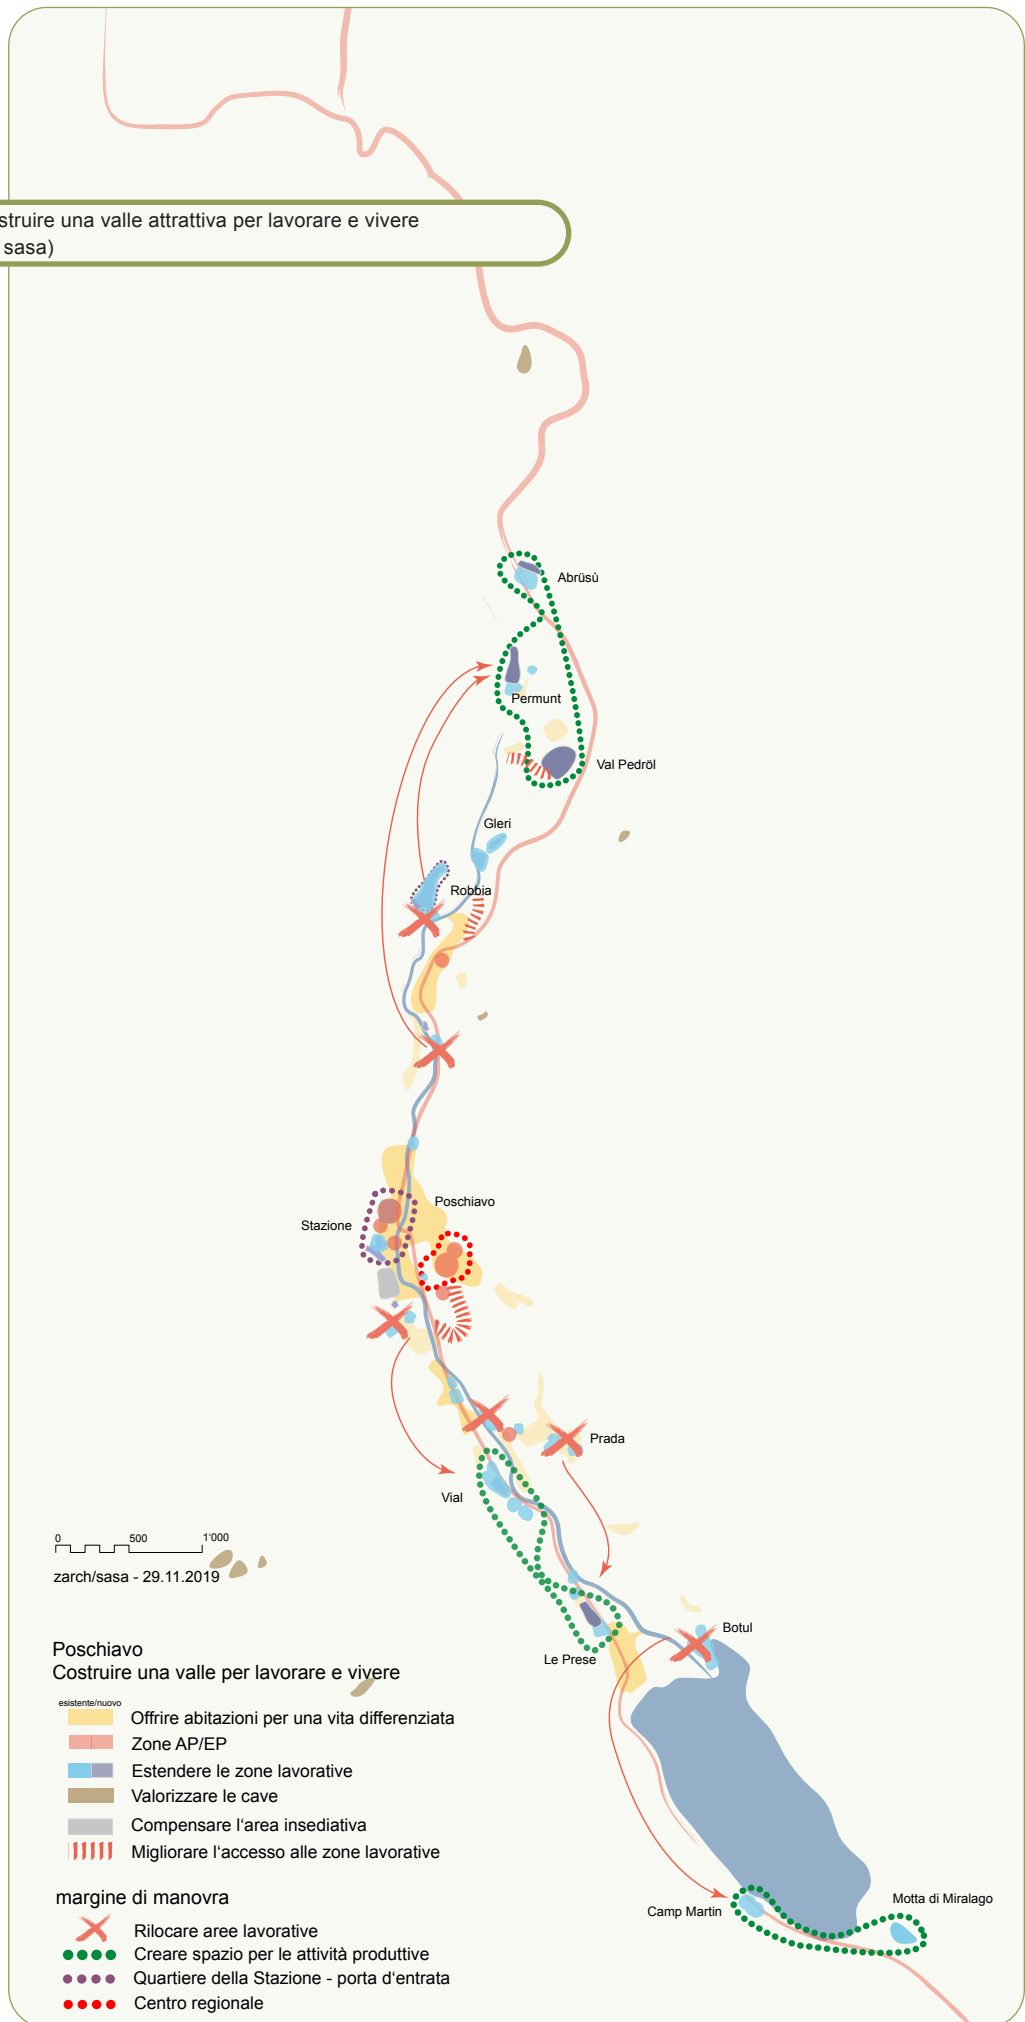 struire una valle attrattiva per lavorare e vivere
sasa)
Abrüsù
Permunt
Val Pedröl
Gleri
Robbia
Poschiavo
Stazione
Prada
Vial
0 500 1'000
zarch/sasa - 29.11.2019
Botul
Le Prese
Poschiavo
Costruire una valle per lavorare e vivere
esistente/nuovo
Offrire abitazioni per una vita differenziata
Zone AP/EP
Estendere le zone lavorative
Valorizzare le cave
Compensare l'area insediativa
Migliorare l'accesso alle zone lavorative
margine di manovra
Rilocare aree lavorative
Creare spazio per le attività produttive
Quartiere della Stazione - porta d'entrata
Centro regionale
Camp Martin
Motta di Miralago